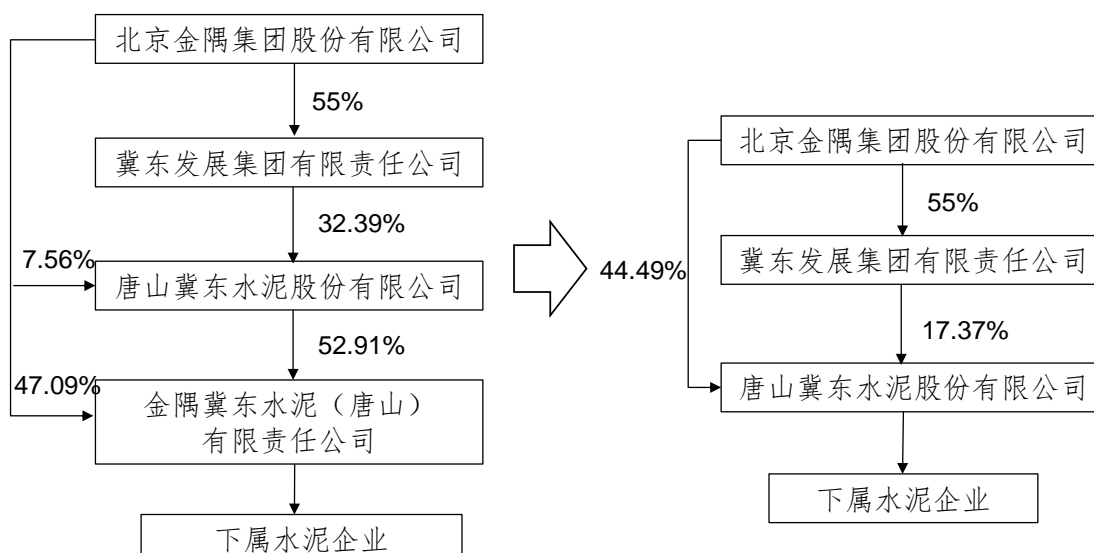 北京金隅集团股份有限公司
55%
冀东发展集团有限责任公司
32.39%
7.56%
唐山冀东水泥股份有限公司
52.91%
47.09%
金隅冀东水泥（唐山）
有限责任公司
下属水泥企业
北京金隅集团股份有限公司
55%
44.49%
冀东发展集团有限责任公司
17.37%
唐山冀东水泥股份有限公司
下属水泥企业